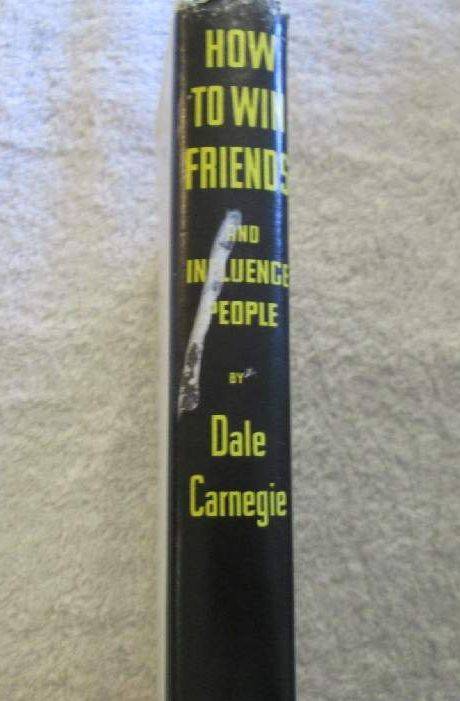 HOW
TO WIN
FRIENDS
AND
INFLUENCE
PEOPLE
BY
Dale
Carnegie